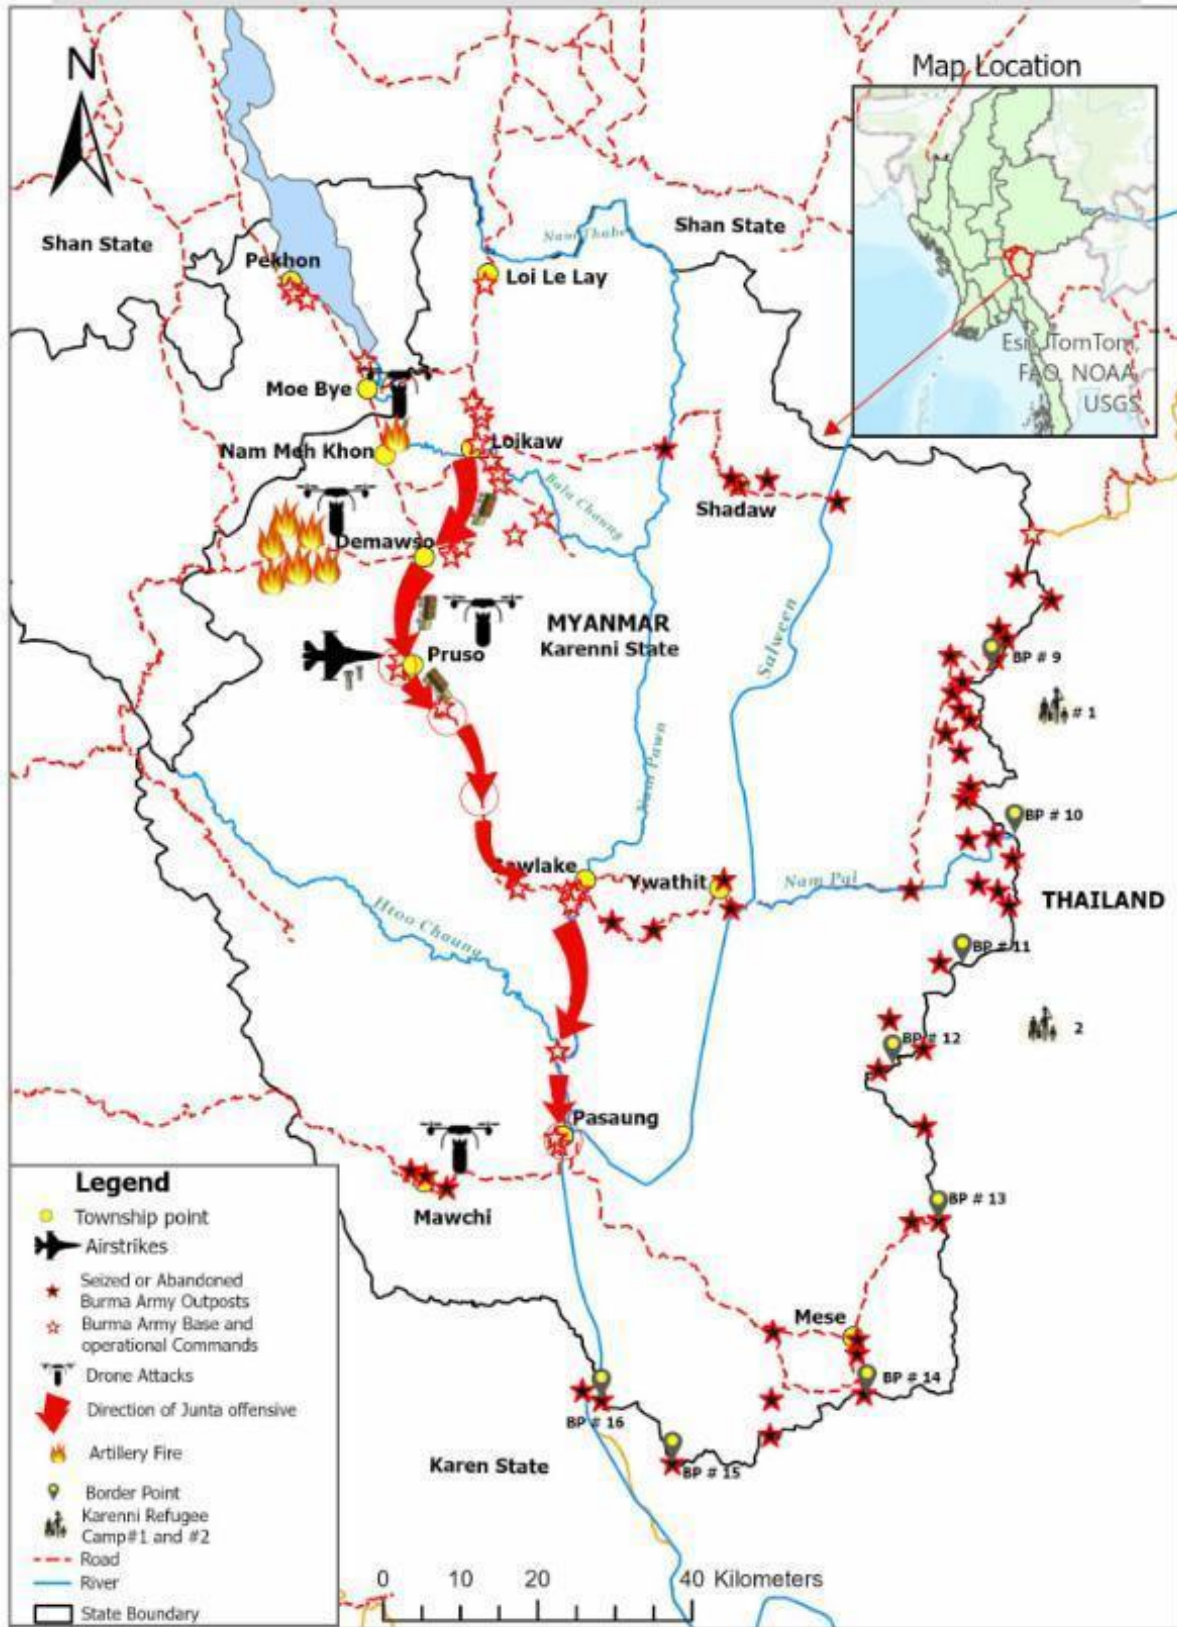 N
Map Location
Shan State
Nam Thabe
Shan State
Pekhon
Loi Le Lay
Esri, TomTom,
FAO, NOAA,
USGS
Moe Bye
Nam Meh Khon
Loikaw
Balu Chaung
Shadaw
Demawso
MYANMAR
Karenni State
Salween
Pruso
BP # 9
# 1
Nam Pawn
BP # 10
Ywathit
Nam Pai
THAILAND
Htoo Chaung
BP # 11
BP # 12
2
Pasaung
BP # 13
Mawchi
Mese
BP # 14
BP # 16
BP # 15
Karen State
Legend
Township point
Airstrikes
Seized or Abandoned
Burma Army Outposts
Burma Army Base and
operational Commands
Drone Attacks
Direction of Junta offensive
Artillery Fire
Border Point
Karenni Refugee
Camp#1 and #2
Road
River
State Boundary
0 10 20 40 Kilometers